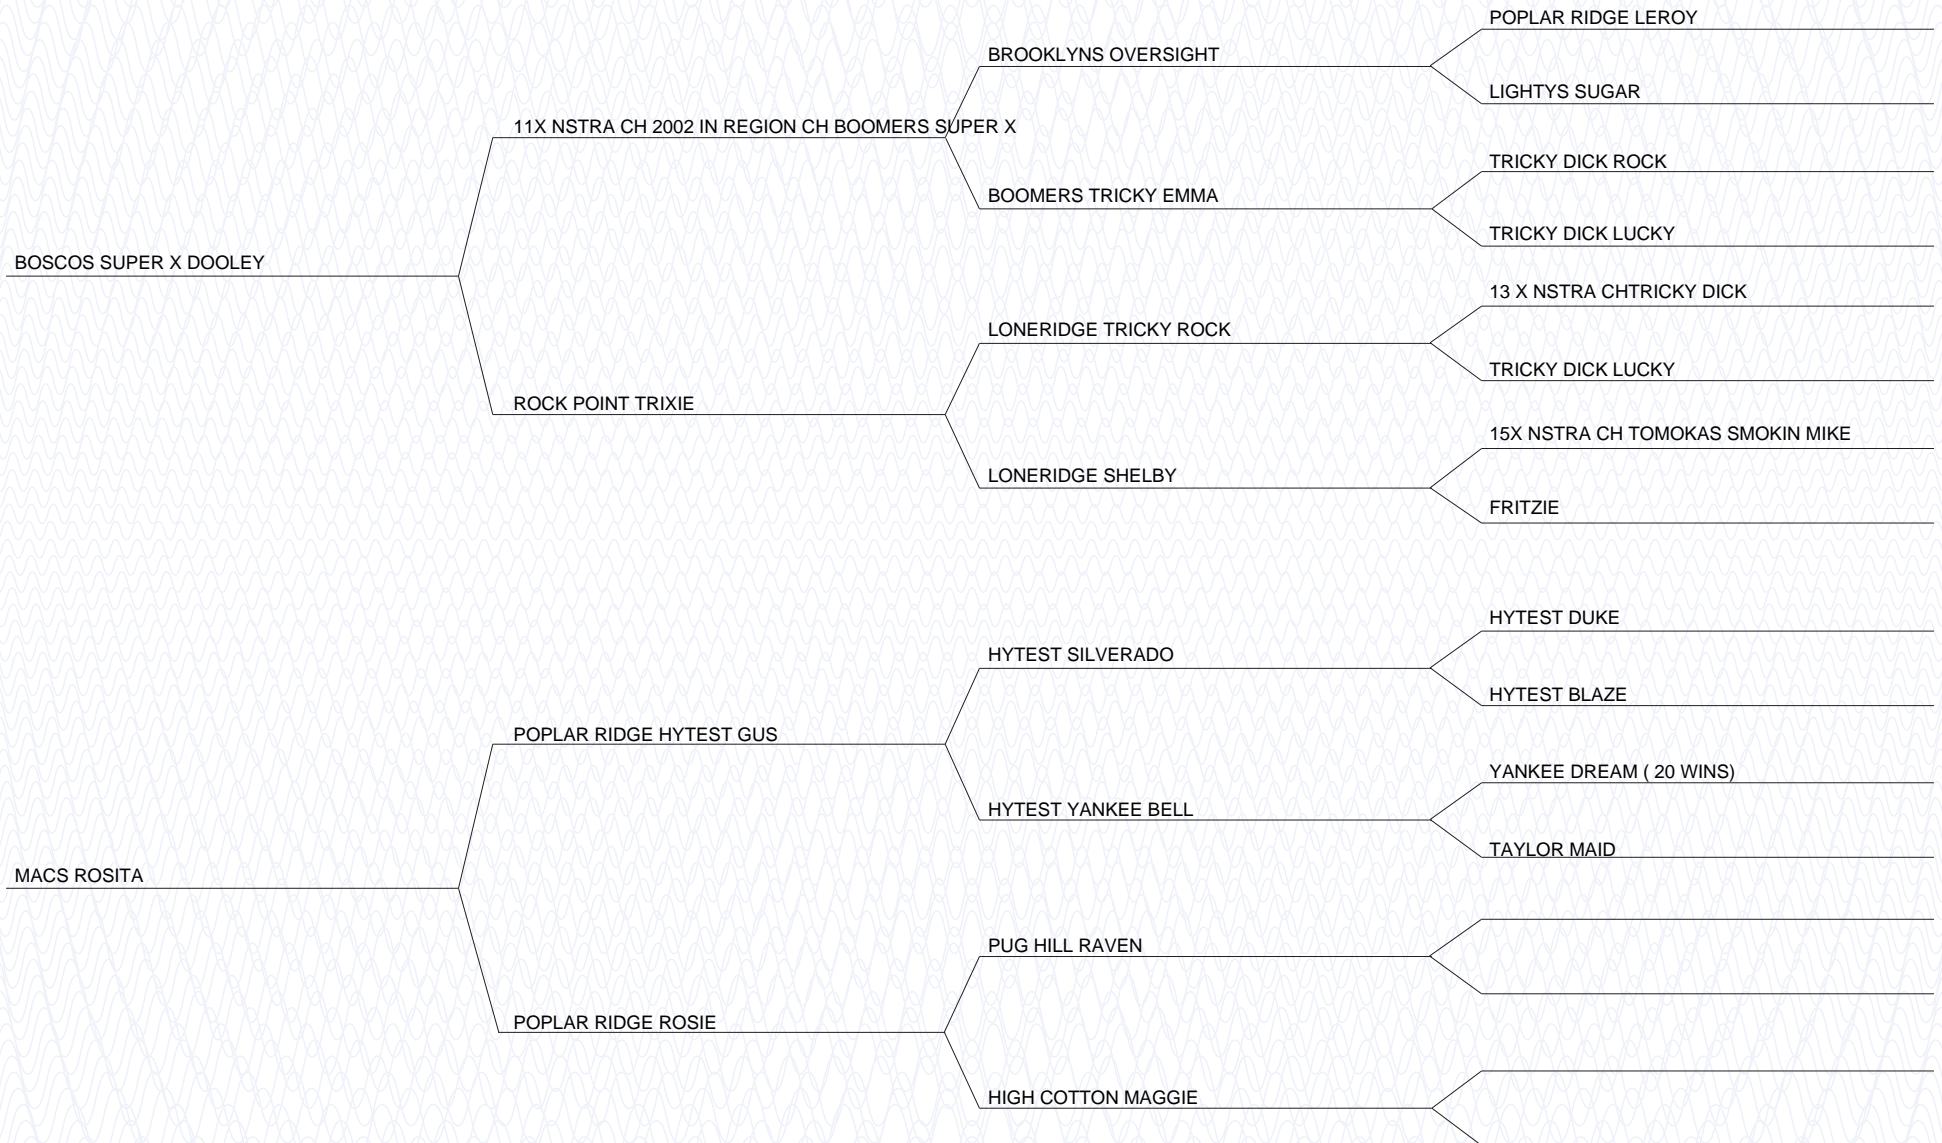 POPLAR RIDGE LEROY
BROOKLYNS OVERSIGHT
LIGHTYS SUGAR
11X NSTRA CH 2002 IN REGION CH BOOMERS SUPER X
TRICKY DICK ROCK
BOOMERS TRICKY EMMA
TRICKY DICK LUCKY
BOSCOS SUPER X DOOLEY
13 X NSTRA CHTRICKY DICK
LONERIDGE TRICKY ROCK
TRICKY DICK LUCKY
ROCK POINT TRIXIE
15X NSTRA CH TOMOKAS SMOKIN MIKE
LONERIDGE SHELBY
FRITZIE
HYTEST DUKE
HYTEST SILVERADO
HYTEST BLAZE
POPLAR RIDGE HYTEST GUS
YANKEE DREAM ( 20 WINS)
HYTEST YANKEE BELL
TAYLOR MAID
MACS ROSITA
PUG HILL RAVEN
POPLAR RIDGE ROSIE
HIGH COTTON MAGGIE